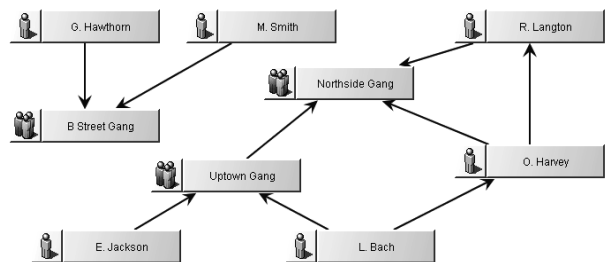 G. Hawthorn
M. Smith
R. Langton
Northside Gang
B Street Gang
Uptown Gang
O. Harvey
E. Jackson
L. Bach